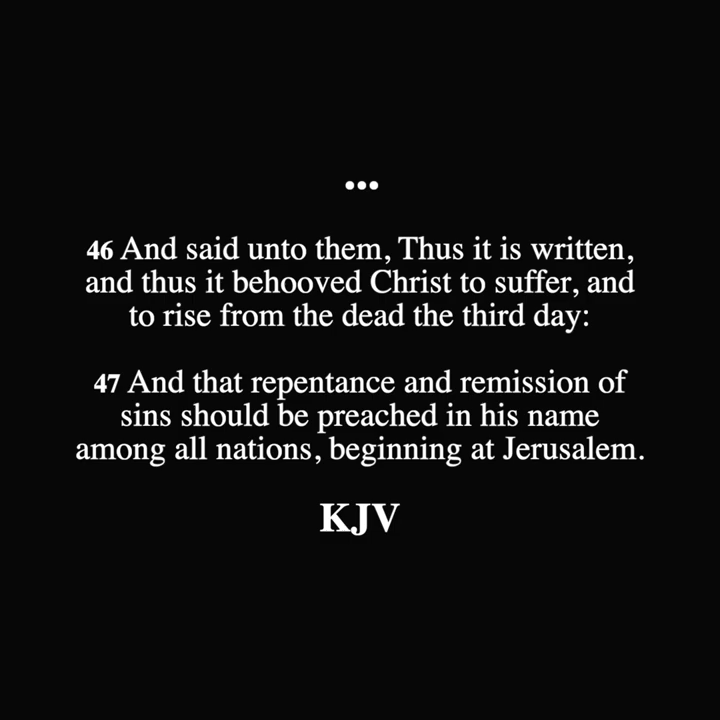 •••
46 And said unto them, Thus it is written,
and thus it behooved Christ to suffer, and
to rise from the dead the third day:
47 And that repentance and remission of
sins should be preached in his name
among all nations, beginning at Jerusalem.
KJV